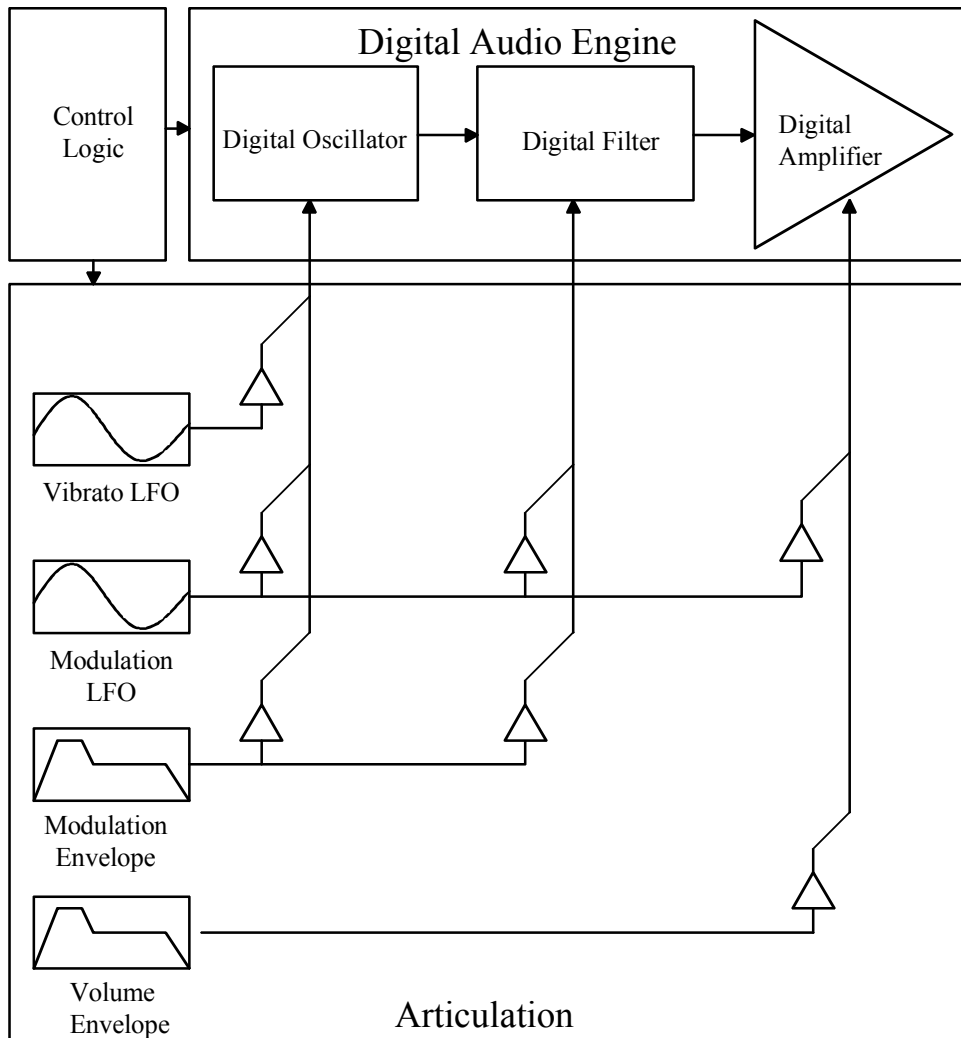 Digital Audio Engine
Control
Logic
Digital Oscillator
Digital Filter
Digital
Amplifier
Vibrato LFO
Modulation
LFO
Modulation
Envelope
Volume
Envelope
Articulation